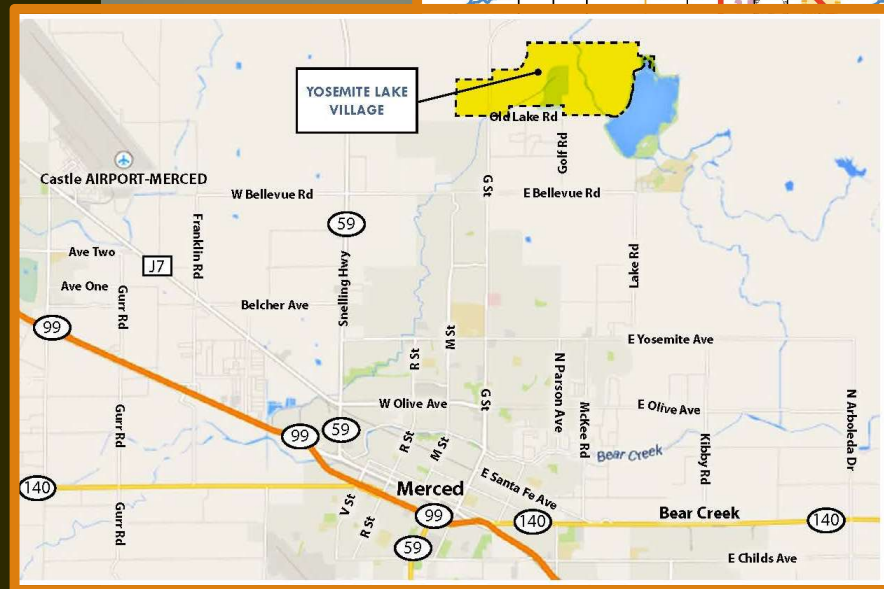 YOSEMITE LAKE
VILLAGE
Old Lake Rd
Golf Rd
Castle AIRPORT-MERCED
W Bellevue Rd
G St
E Bellevue Rd
Franklin Rd
59
Ave Two
J7
Snelling Hwy
Lake Rd
Ave One
Gurr Rd
Belcher Ave
99
R St
M St
E Yosemite Ave
N Parson Ave
W Olive Ave
G St
McKee Rd
E Olive Ave
N Arboleda Dr
Gurr Rd
99
59
R St
M St
Bear Creek
Kibby Rd
140
E Santa Fe Ave
Merced
V St
R St
99
140
Bear Creek
140
Gurr Rd
59
E Childs Ave